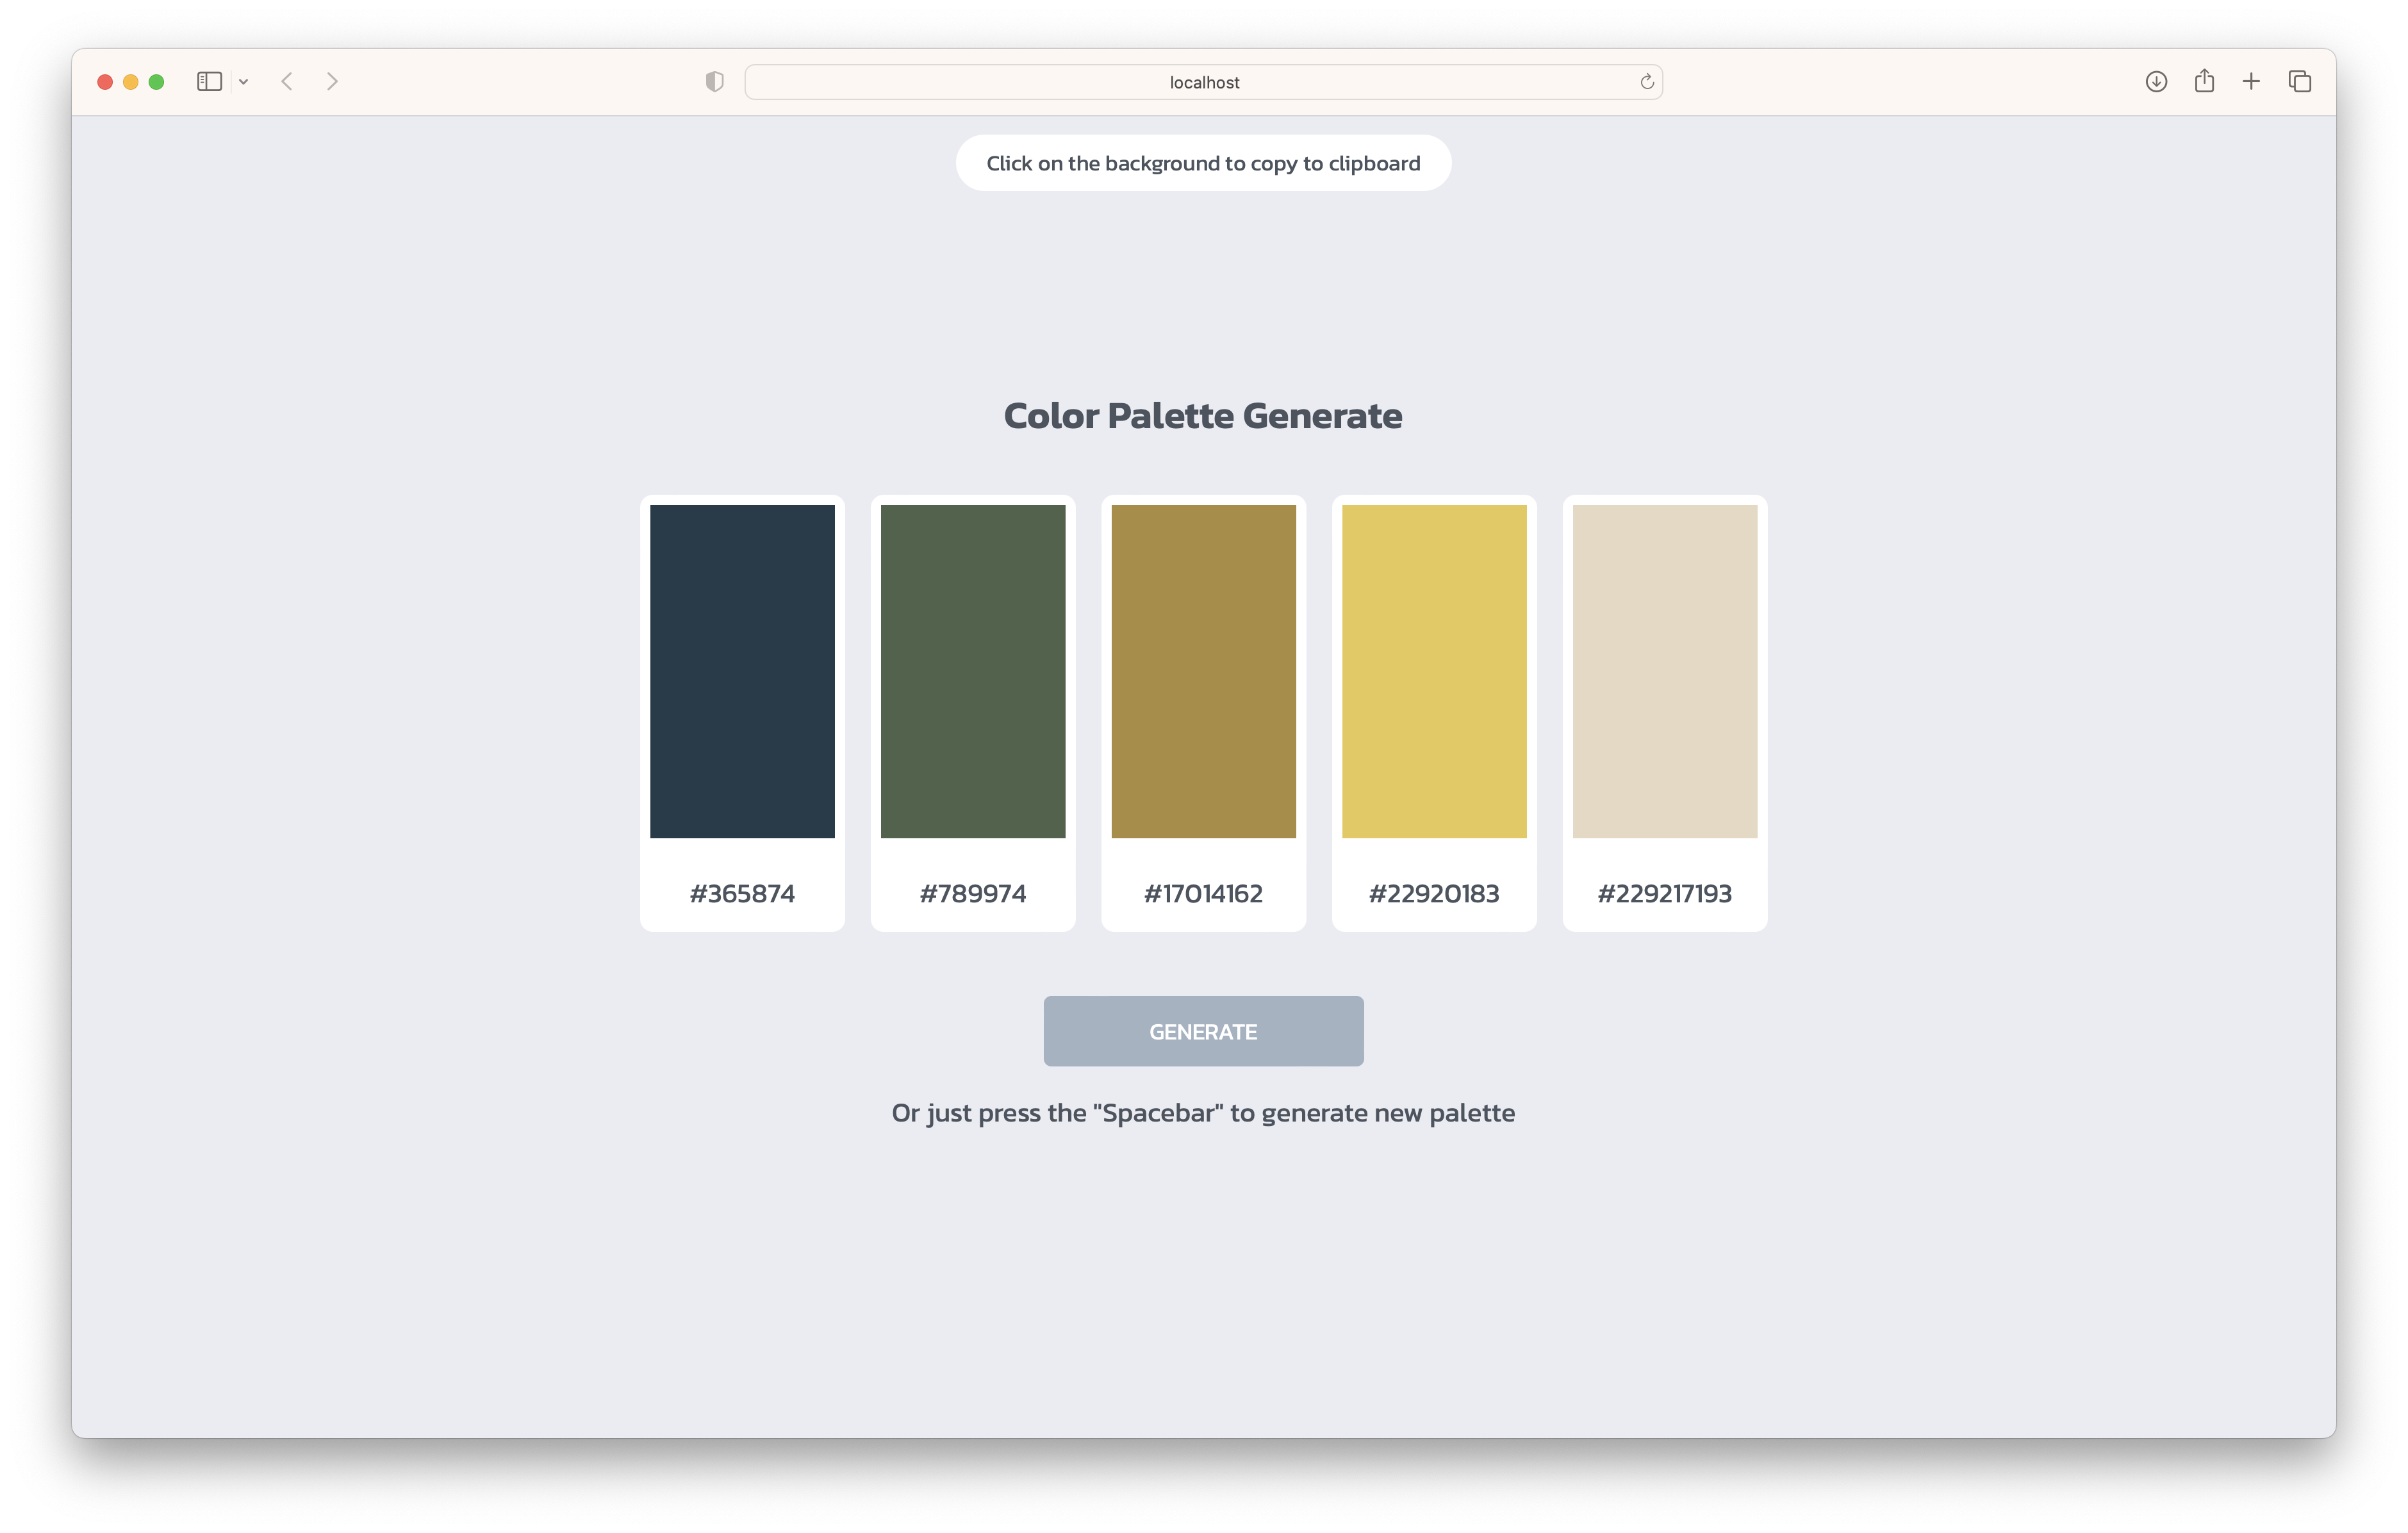 localhost
Click on the background to copy to clipboard
Color Palette Generate
#365874
#789974
#17014162
#22920183
#229217193
GENERATE
Or just press the "Spacebar" to generate new palette